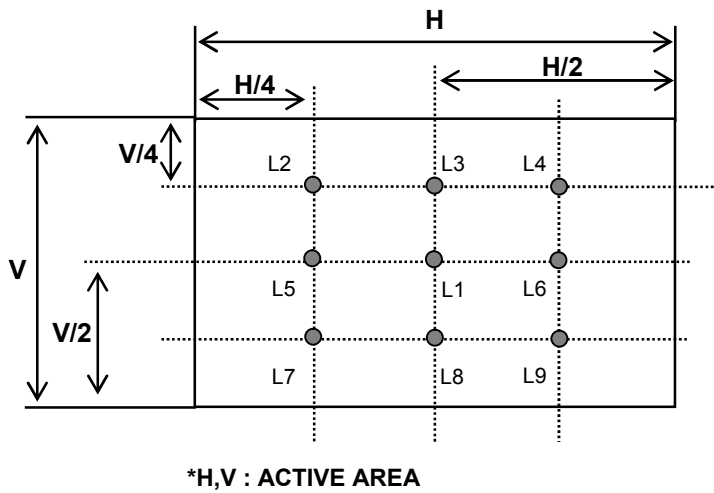 H
H/4
H/2
V/4
L2 L3 L4
V
L5 L1 L6
V/2
L7 L8 L9
*H,V : ACTIVE AREA